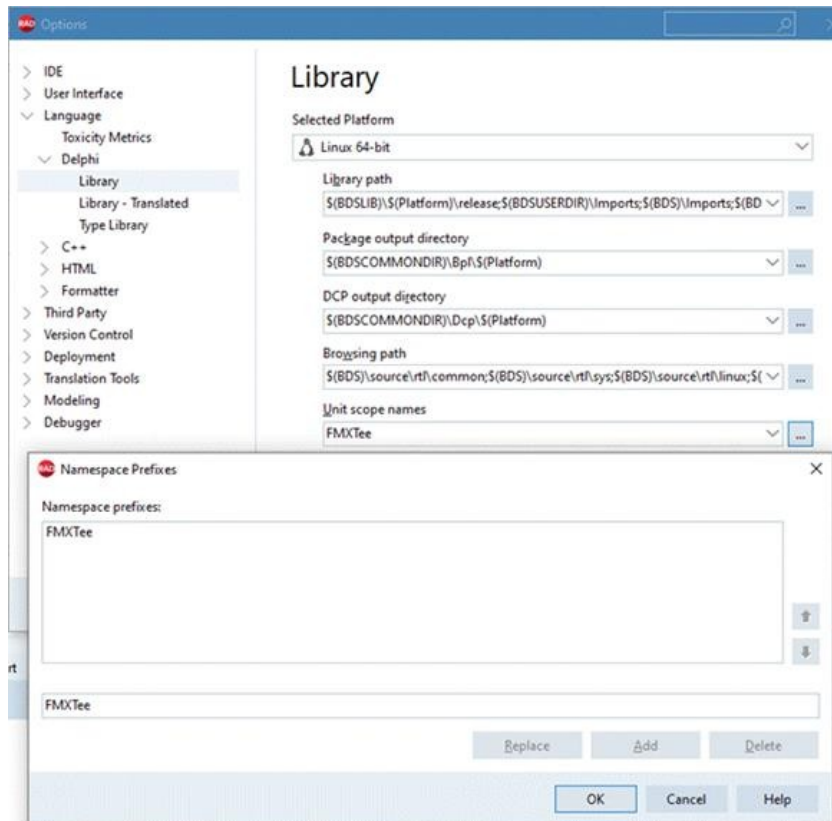 RAD Options
IDE
User Interface
Language
Toxicity Metrics
Delphi
Library
Library - Translated
Type Library
C++
HTML
Formatter
Third Party
Version Control
Deployment
Translation Tools
Modeling
Debugger
Library
Selected Platform
Linux 64-bit
Library path
$(BDSLIB)\$(Platform)\release;$(BDSUSERDIR)\Imports;$(BDS)\Imports;$(BD
...
Package output directory
$(BDSCOMMONDIR)\Bpl\$(Platform)
...
DCP output directory
$(BDSCOMMONDIR)\Dcp\$(Platform)
...
Browsing path
$(BDS)\source\rtl\common;$(BDS)\source\rtl\sys;$(BDS)\source\rtl\linux;$(
...
Unit scope names
FMXTee
...
RAD Namespace Prefixes
Namespace prefixes:
FMXTee
rt
FMXTee
Replace
Add
Delete
OK
Cancel
Help